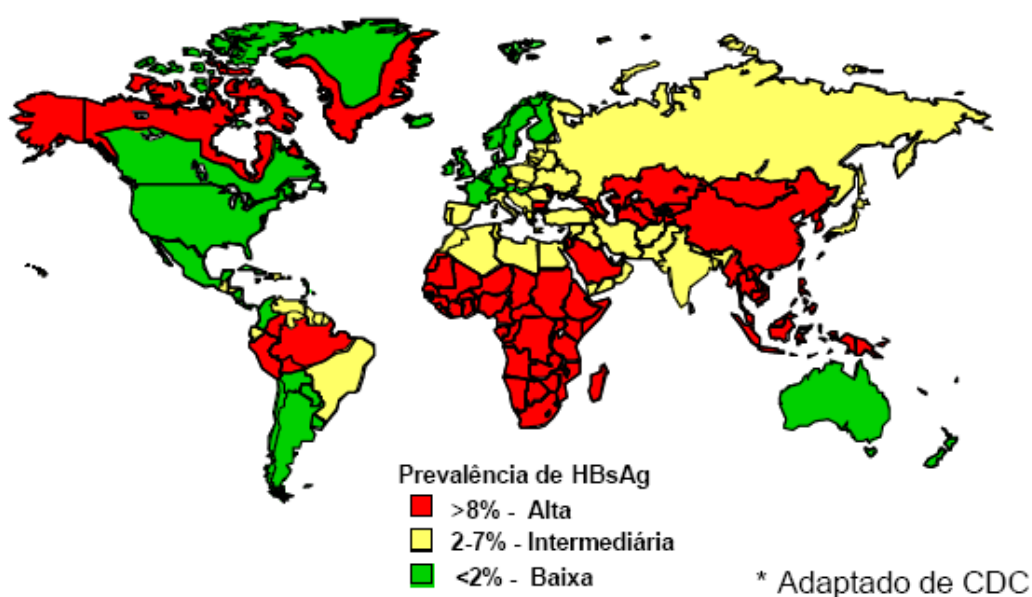 Prevalência de HBsAg
>8% - Alta
2-7% - Intermediária
<2% - Baixa
* Adaptado de CDC